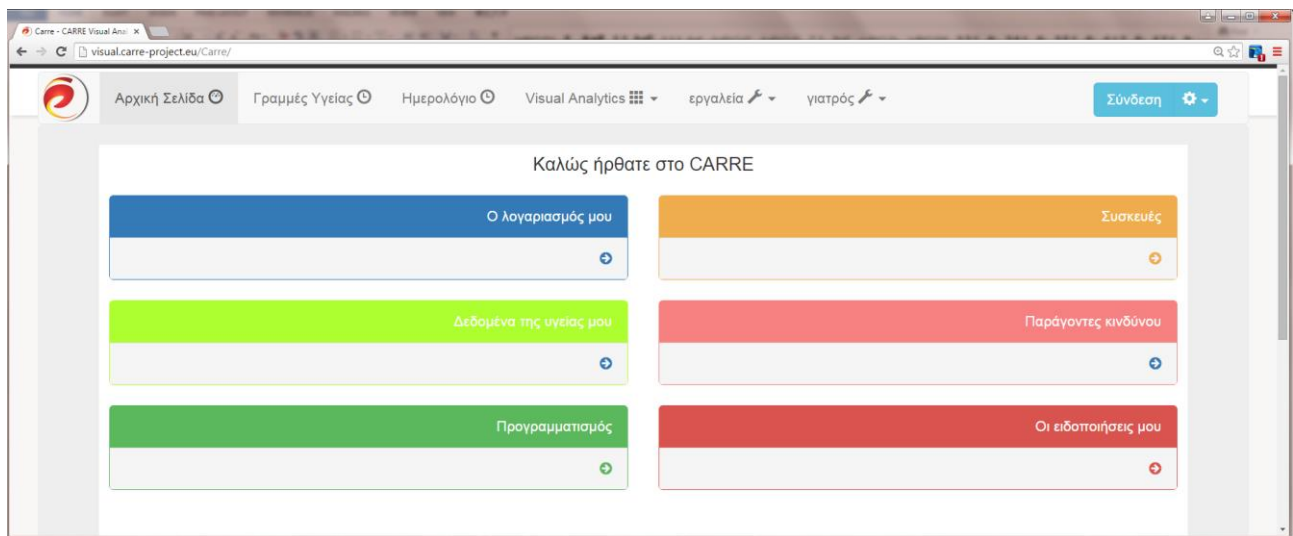 Carre - CARRE Visual Anal
visual.carre-project.eu/Carre/
Αρχική Σελίδα Γραμμές Υγείας Ημερολόγιο Visual Analytics εργαλεία γιατρός Σύνδεση
Καλώς ήρθατε στο CARRE
Ο λογαριασμός μου Συσκευές
Δεδομένα της υγείας μου Παράγοντες κινδύνου
Προγραμματισμός Οι ειδοποιήσεις μου